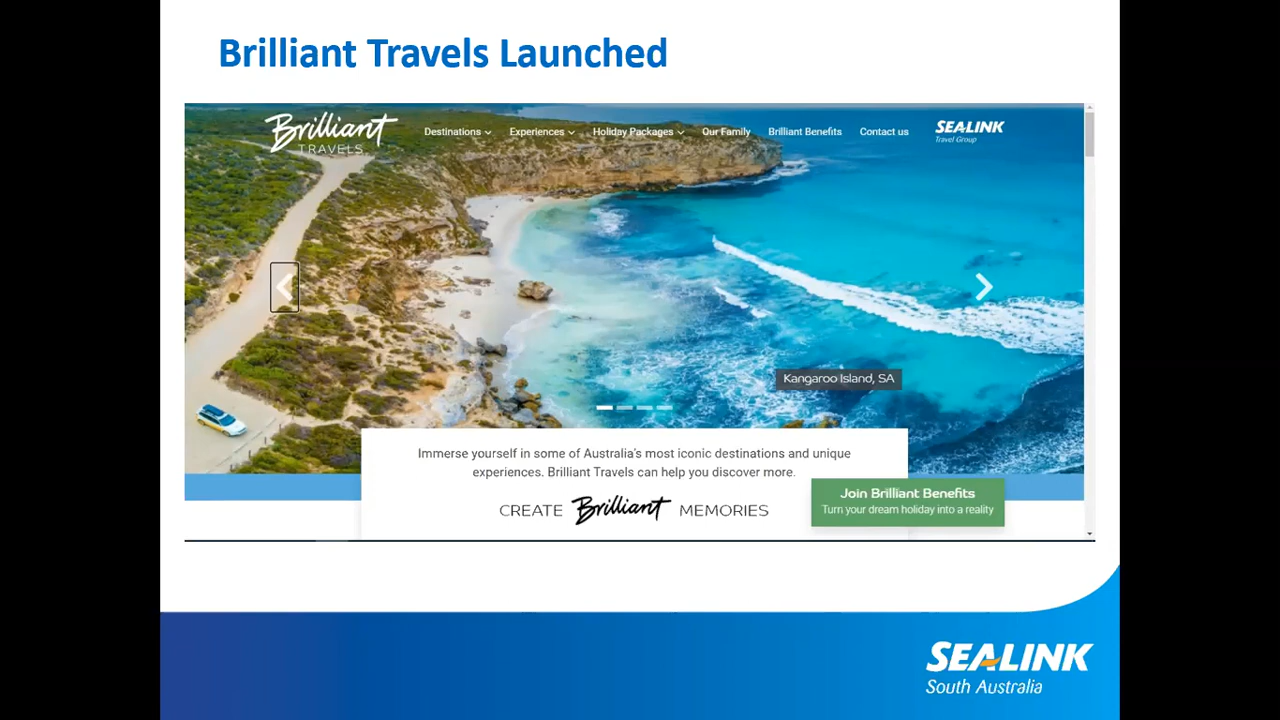 Brilliant Travels Launched
Brilliant
TRAVELS
Destinations
Experiences
Holiday Packages
Our Family
Brilliant Benefits
Contact us
SEALINK
Travel Group
Kangaroo Island, SA
Immerse yourself in some of Australia's most iconic destinations and unique
experiences. Brilliant Travels can help you discover more.
CREATE Brilliant MEMORIES
Join Brilliant Benefits
Turn your dream holiday into a reality
SEALINK
South Australia